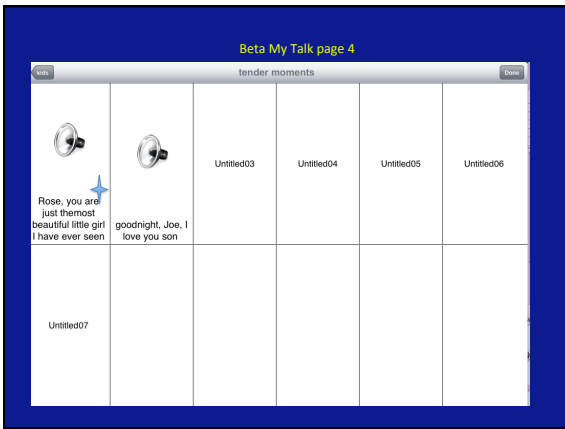 Beta My Talk page 4
kids
tender moments
Done
Rose, you are
just themost
beautiful little girl
I have ever seen
goodnight, Joe, I
love you son
Untitled03
Untitled04
Untitled05
Untitled06
Untitled07